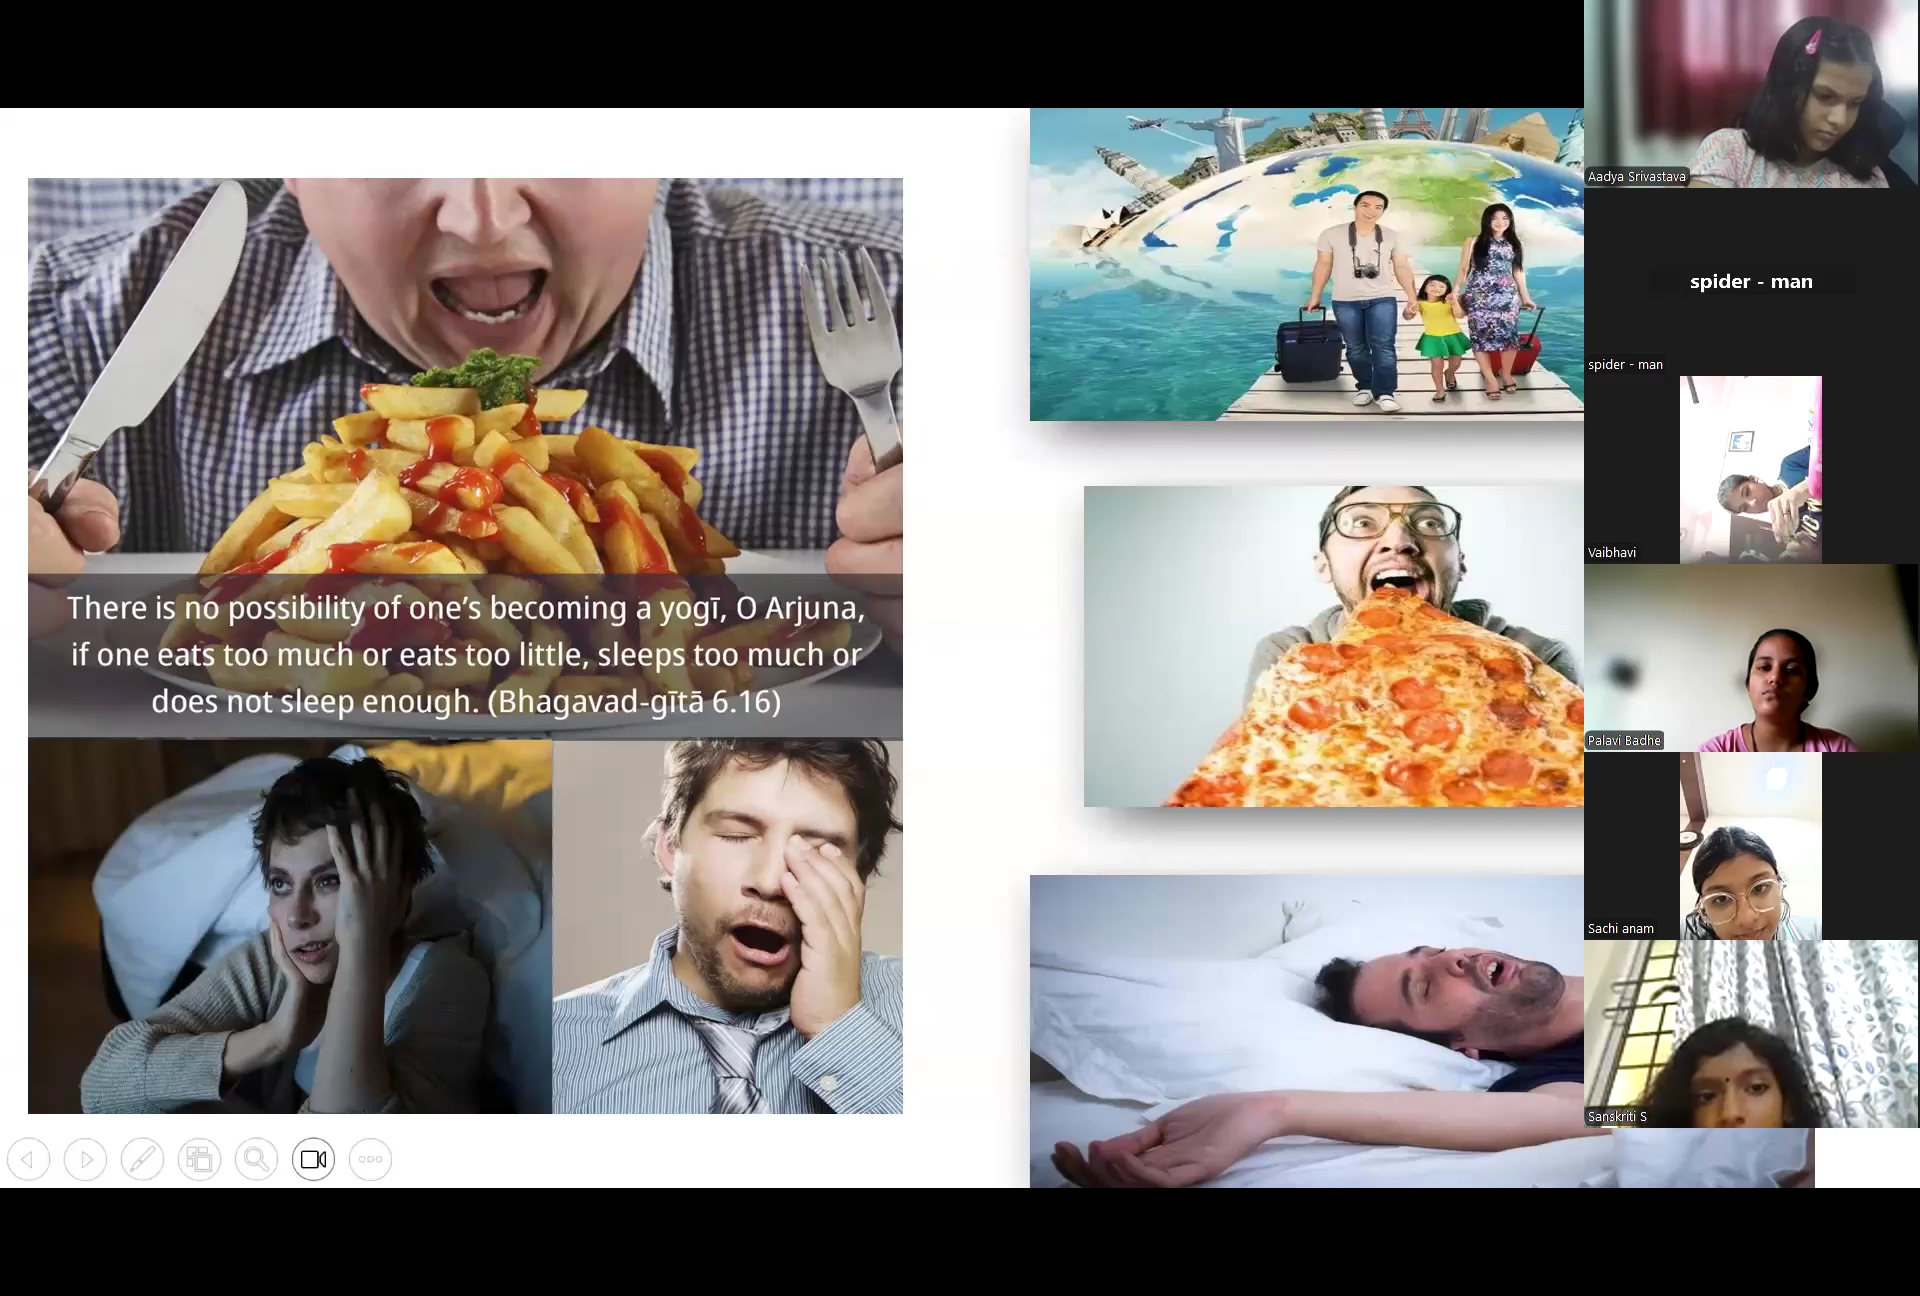 There is no possibility of one's becoming a yogī, O Arjuna,
if one eats too much or eats too little, sleeps too much or
does not sleep enough. (Bhagavad-gītā 6.16)
Aadya Srivastava
spider - man
spider - man
Vaibhavi
Palavi Badhe
Sachi anam
Sanskriti S